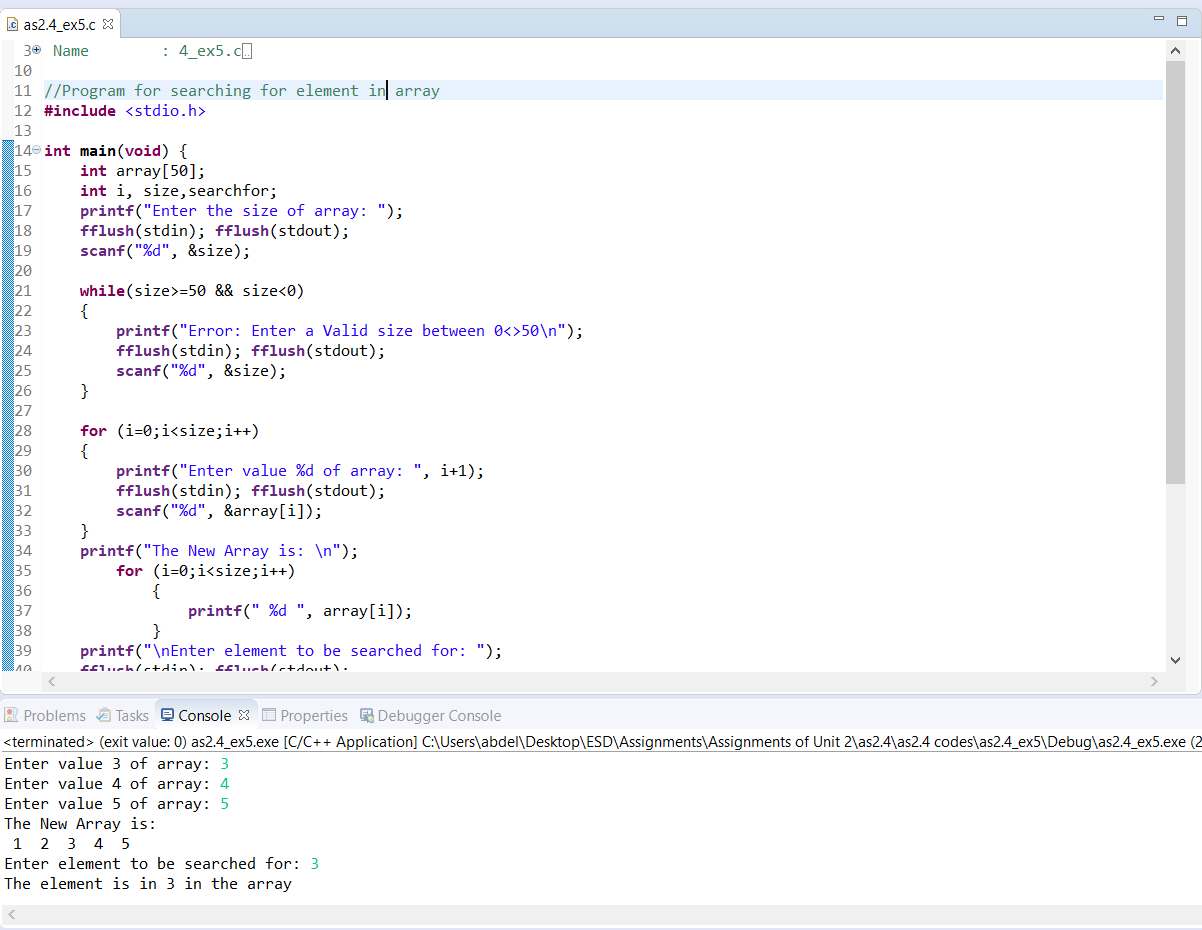 as2.4_ex5.c
3 Name        : 4_ex5.c
10
11 //Program for searching for element in array
12 #include <stdio.h>
13
14 int main(void) {
15     int array[50];
16     int i, size,searchfor;
17     printf("Enter the size of array: ");
18     fflush(stdin); fflush(stdout);
19     scanf("%d", &size);
20
21     while(size>=50 && size<0)
22     {
23         printf("Error: Enter a Valid size between 0<>50\n");
24         fflush(stdin); fflush(stdout);
25         scanf("%d", &size);
26     }
27
28     for (i=0;i<size;i++)
29     {
30         printf("Enter value %d of array: ", i+1);
31         fflush(stdin); fflush(stdout);
32         scanf("%d", &array[i]);
33     }
34     printf("The New Array is: \n");
35         for (i=0;i<size;i++)
36             {
37                 printf(" %d ", array[i]);
38             }
39     printf("\nEnter element to be searched for: ");
40     fflush(stdin); fflush(stdout);
Problems Tasks Console Properties Debugger Console
<terminated> (exit value: 0) as2.4_ex5.exe [C/C++ Application] C:\Users\abdel\Desktop\ESD\Assignments\Assignments of Unit 2\as2.4\as2.4 codes\as2.4_ex5\Debug\as2.4_ex5.exe (2
Enter value 3 of array: 3
Enter value 4 of array: 4
Enter value 5 of array: 5
The New Array is:
 1  2  3  4  5
Enter element to be searched for: 3
The element is in 3 in the array